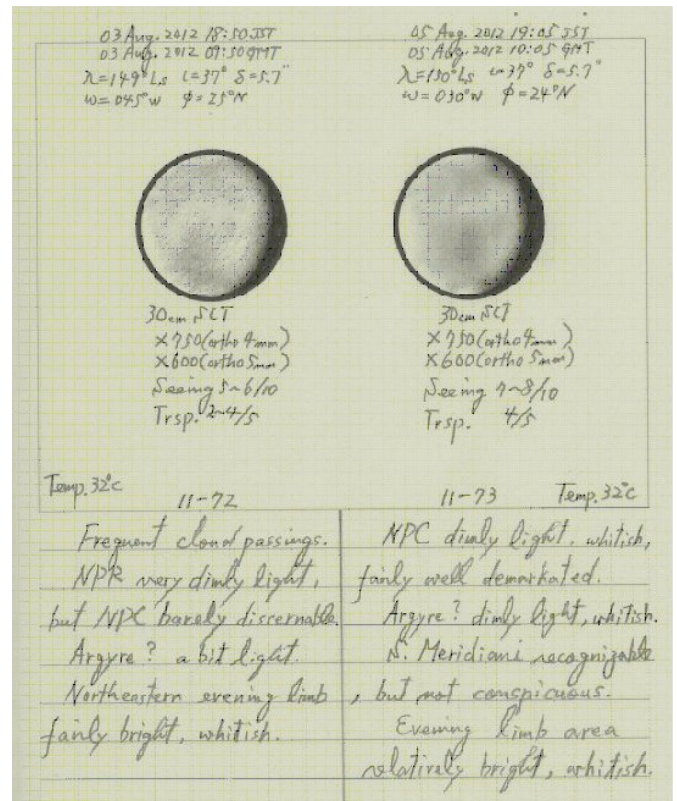 03 Aug. 2012 18:50 JST
03 Aug. 2012 09:50 GMT
λ=149°Ls ι=37° δ=5.7"
ω=045°W φ=25°N
30cm SCT
×750(ortho 4mm)
×600(ortho 5mm)
Seeing 5~6/10
Trsp. 2~4/5
Temp. 32°C
11-72
Frequent cloud passings.
NPR very dimly light,
but NPC barely discernable.
Argyre? a bit light.
Northeastern evening limb
fairly bright, whitish.
05 Aug. 2012 19:05 JST
05 Aug. 2012 10:05 GMT
λ=150°Ls ι=37° δ=5.7"
ω=030°W φ=24°N
30cm SCT
×750(ortho 4mm)
×600(ortho 5mm)
Seeing 7~8/10
Trsp. 4/5
11-73
Temp. 32°C
NPC dimly light, whitish,
fairly well demarkated.
Argyre? dimly light, whitish.
S. Meridiani recognizable
, but not conspicuous.
Evening limb area
relatively bright, whitish.